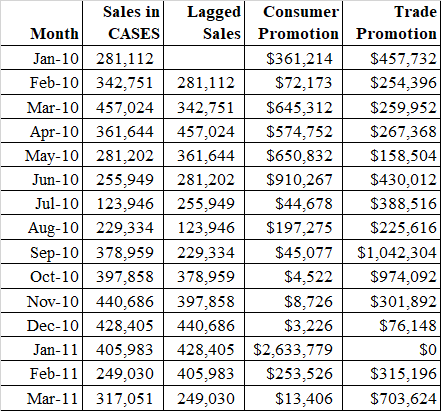 Sales in Lagged Consumer Trade
Month CASES Sales Promotion Promotion
Jan-10 281,112 $361,214 $457,732
Feb-10 342,751 281,112 $72,173 $254,396
Mar-10 457,024 342,751 $645,312 $259,952
Apr-10 361,644 457,024 $574,752 $267,368
May-10 281,202 361,644 $650,832 $158,504
Jun-10 255,949 281,202 $910,267 $430,012
Jul-10 123,946 255,949 $44,678 $388,516
Aug-10 229,334 123,946 $197,275 $225,616
Sep-10 378,959 229,334 $45,077 $1,042,304
Oct-10 397,858 378,959 $4,522 $974,092
Nov-10 440,686 397,858 $8,726 $301,892
Dec-10 428,405 440,686 $3,226 $76,148
Jan-11 405,983 428,405 $2,633,779 $0
Feb-11 249,030 405,983 $253,526 $315,196
Mar-11 317,051 249,030 $13,406 $703,624